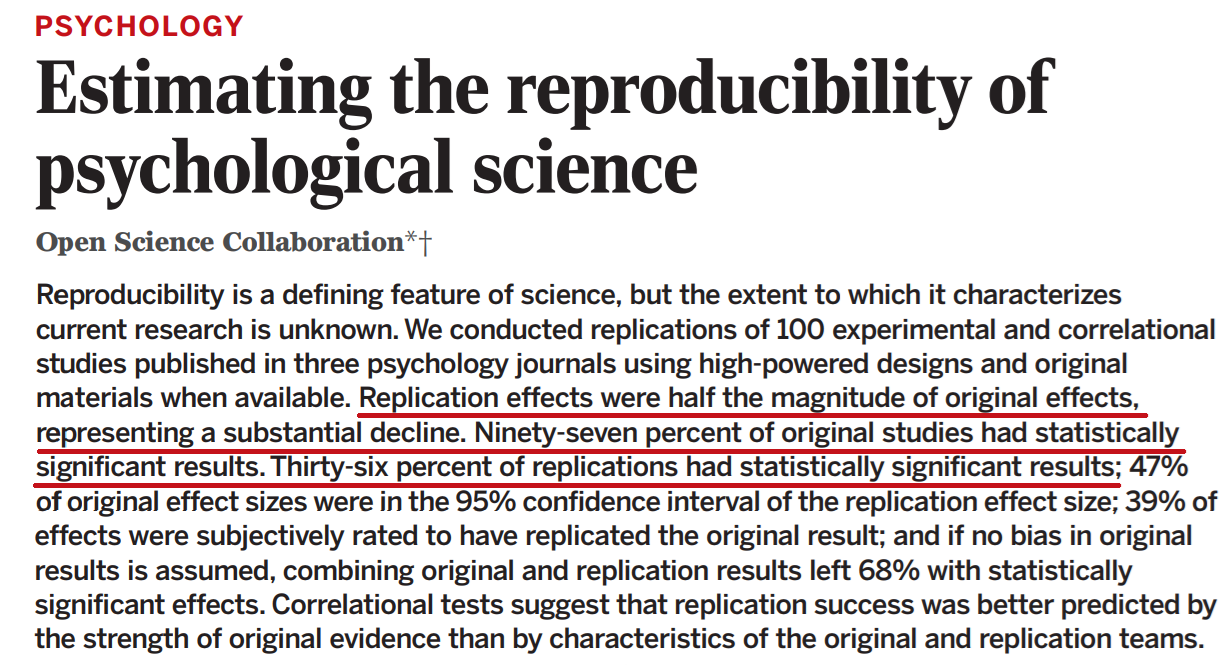 PSYCHOLOGY
Estimating the reproducibility of
psychological science
Open Science Collaboration*†
Reproducibility is a defining feature of science, but the extent to which it characterizes
current research is unknown. We conducted replications of 100 experimental and correlational
studies published in three psychology journals using high-powered designs and original
materials when available. Replication effects were half the magnitude of original effects,
representing a substantial decline. Ninety-seven percent of original studies had statistically
significant results. Thirty-six percent of replications had statistically significant results; 47%
of original effect sizes were in the 95% confidence interval of the replication effect size; 39% of
effects were subjectively rated to have replicated the original result; and if no bias in original
results is assumed, combining original and replication results left 68% with statistically
significant effects. Correlational tests suggest that replication success was better predicted by
the strength of original evidence than by characteristics of the original and replication teams.